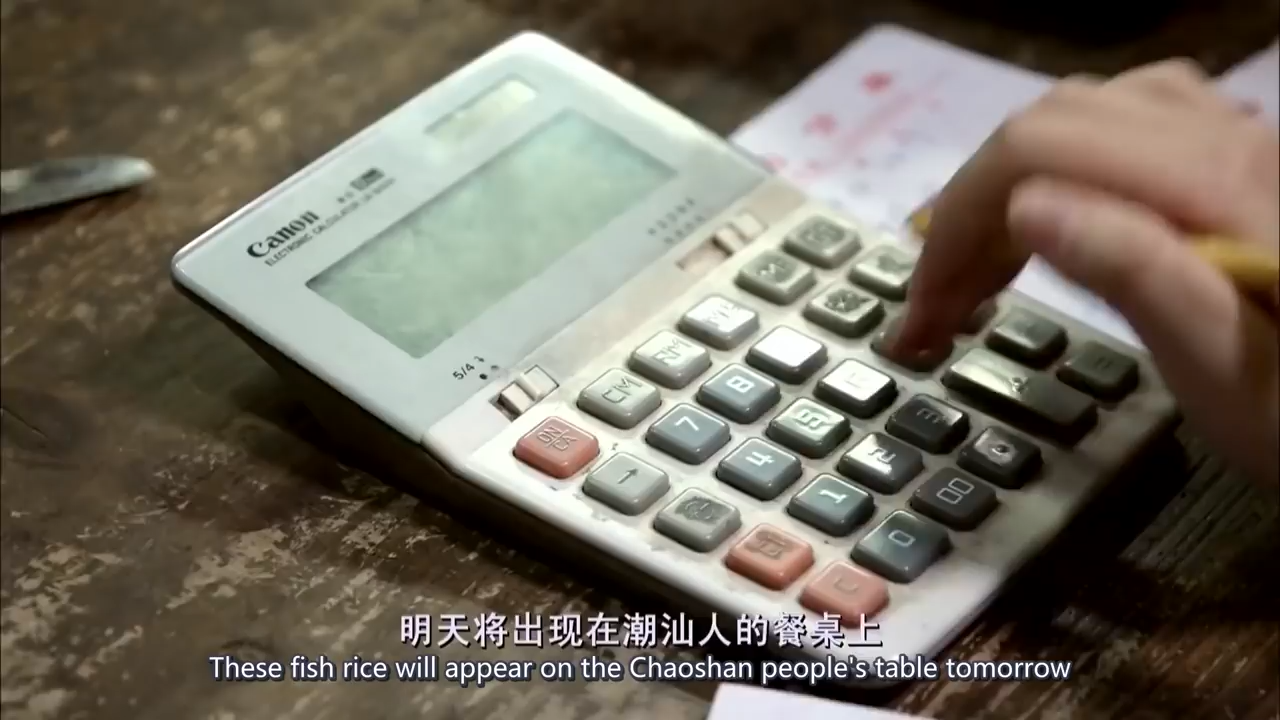 Canon
ELECTRONIC CALCULATOR
5/4
CM
RM
ON/CA
→
7
8
4
1
2
3
0
00
C
明天将出现在潮汕人的餐桌上
These fish rice will appear on the Chaoshan people's table tomorrow